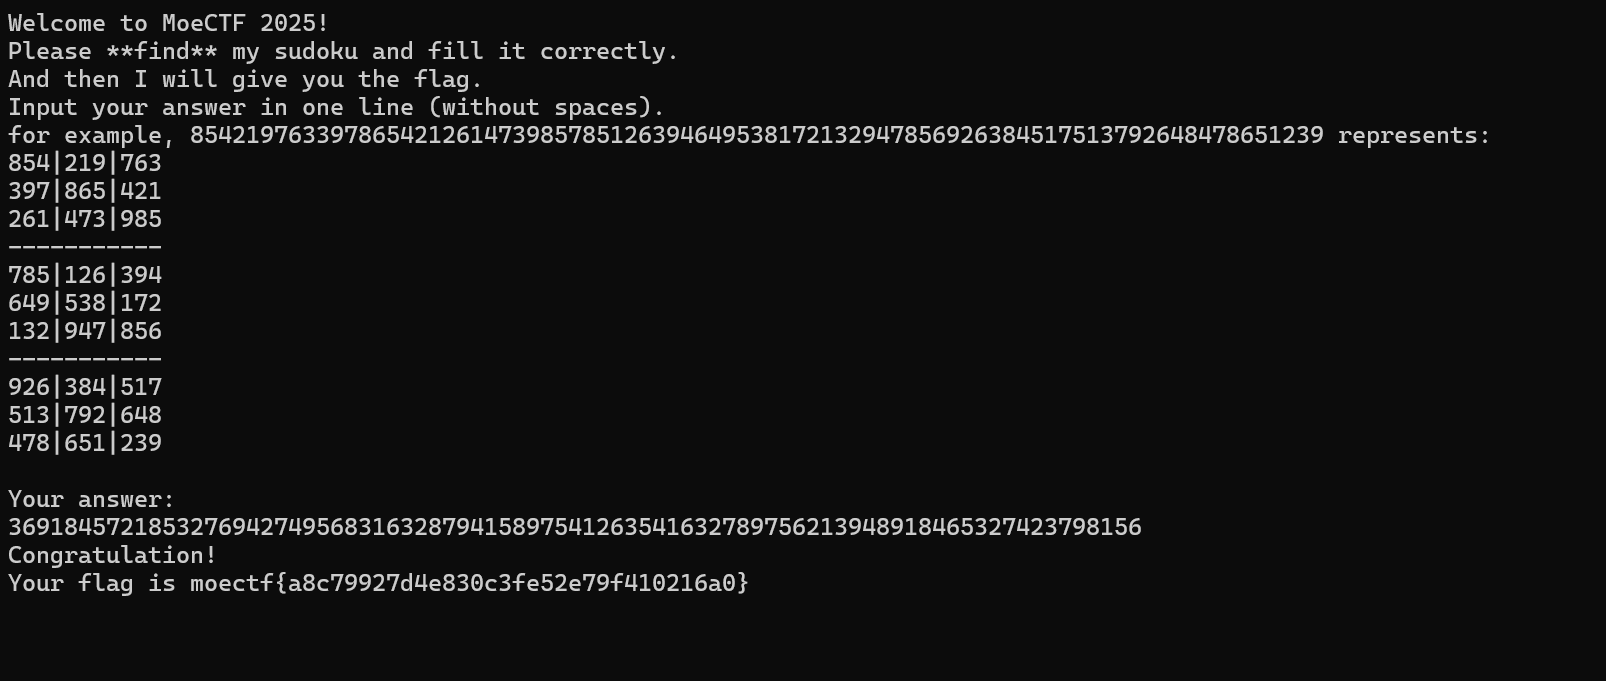 Welcome to MoeCTF 2025!
Please **find** my sudoku and fill it correctly.
And then I will give you the flag.
Input your answer in one line (without spaces).
for example, 854219763397865421261473985785126394649538172132947856926384517513792648478651239 represents:
854|219|763
397|865|421
261|473|985
-----------
785|126|394
649|538|172
132|947|856
-----------
926|384|517
513|792|648
478|651|239
Your answer:
369184572185327694274956831632879415897541263541632789756213948918465327423798156
Congratulation!
Your flag is moectf{a8c79927d4e830c3fe52e79f410216a0}